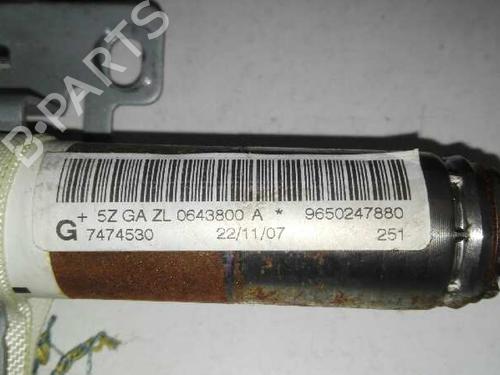 B-PARTS
+ 5Z GA ZL 0643800 A * 9650247880
G 7474530 22/11/07 251